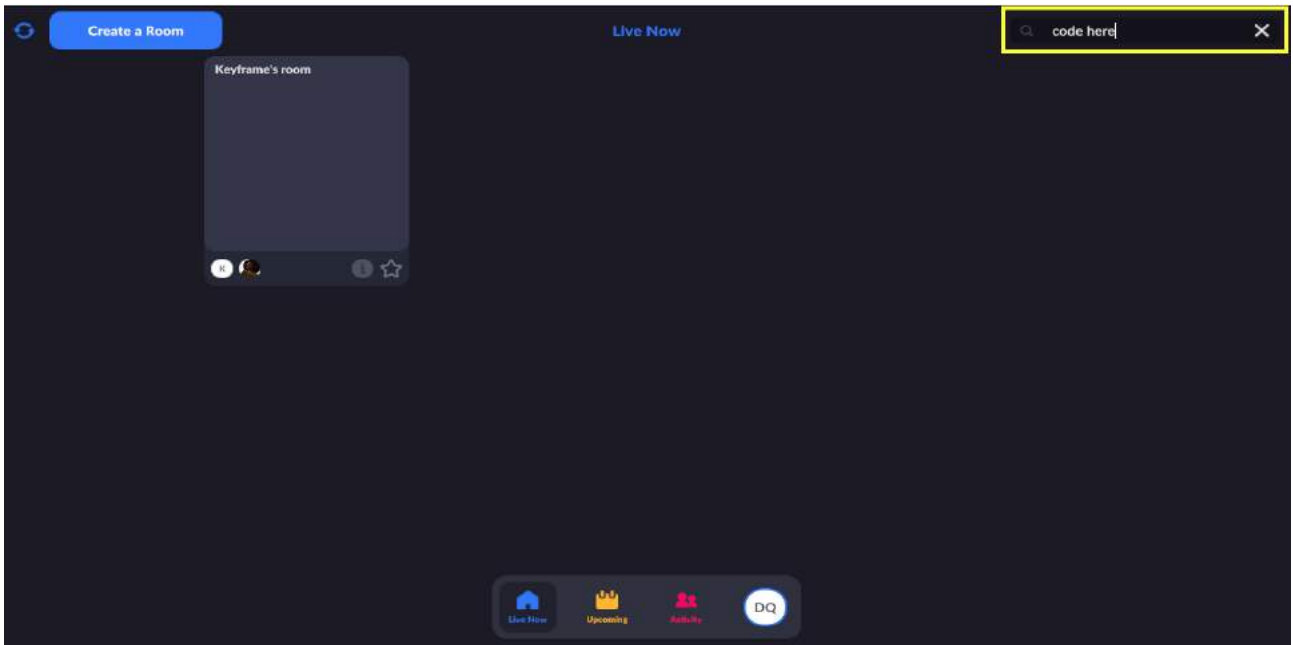 Create a Room
Live Now
code here
Keyframe's room
K
Live Now
Upcoming
Activity
DQ